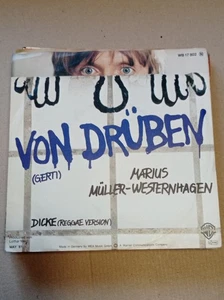 VON DRÜBEN
(GERTI)
MARIUS
MÜLLER-WESTERNHAGEN
DICKE (REGGAE VERSION)